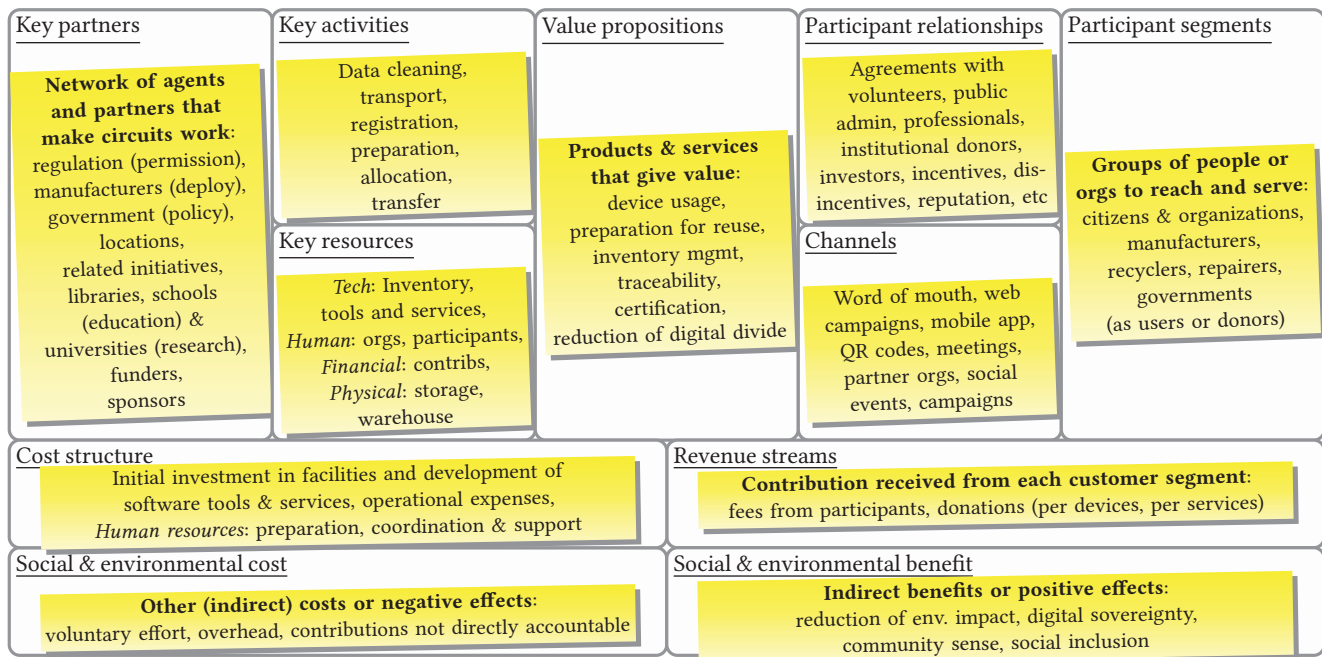 Key partners
Network of agents
and partners that
make circuits work:
regulation (permission),
manufacturers (deploy),
government (policy),
locations,
related initiatives,
libraries, schools
(education) &
universities (research),
funders,
sponsors
Key activities
Data cleaning,
transport,
registration,
preparation,
allocation,
transfer
Key resources
Tech: Inventory,
tools and services,
Human: orgs, participants,
Financial: contribs,
Physical: storage,
warehouse
Value propositions
Products & services
that give value:
device usage,
preparation for reuse,
inventory mgmt,
traceability,
certification,
reduction of digital divide
Participant relationships
Agreements with
volunteers, public
admin, professionals,
institutional donors,
investors, incentives, dis-
incentives, reputation, etc
Channels
Word of mouth, web
campaigns, mobile app,
QR codes, meetings,
partner orgs, social
events, campaigns
Participant segments
Groups of people or
orgs to reach and serve:
citizens & organizations,
manufacturers,
recyclers, repairers,
governments
(as users or donors)
Cost structure
Initial investment in facilities and development of
software tools & services, operational expenses,
Human resources: preparation, coordination & support
Revenue streams
Contribution received from each customer segment:
fees from participants, donations (per devices, per services)
Social & environmental cost
Other (indirect) costs or negative effects:
voluntary effort, overhead, contributions not directly accountable
Social & environmental benefit
Indirect benefits or positive effects:
reduction of env. impact, digital sovereignty,
community sense, social inclusion